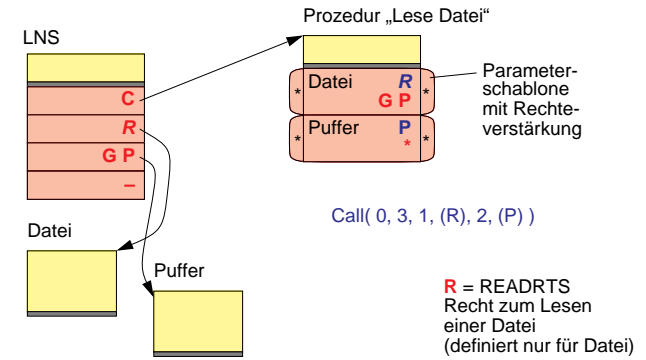 Prozedur „Lese Datei“
LNS
C
R
G P
–
* Datei R *
G P
* Puffer P *
*
Parameter-
schablone
mit Rechte-
verstärkung
Call( 0, 3, 1, (R), 2, (P) )
Datei
Puffer
R = READRTS
Recht zum Lesen
einer Datei
(definiert nur für Datei)